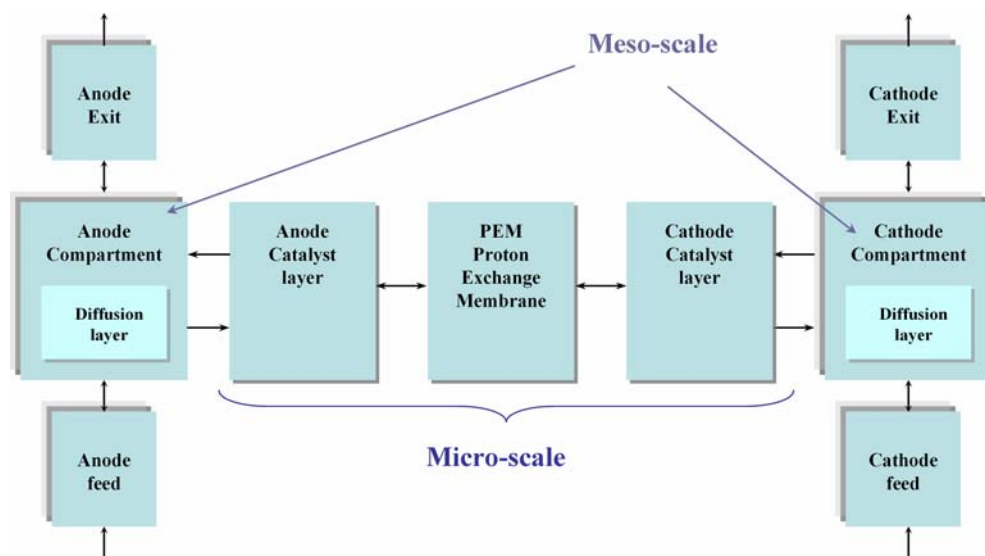 Meso-scale
Anode
Exit
Cathode
Exit
Anode
Compartment
Diffusion
layer
Anode
Catalyst
layer
PEM
Proton
Exchange
Membrane
Cathode
Catalyst
layer
Cathode
Compartment
Diffusion
layer
Micro-scale
Anode
feed
Cathode
feed